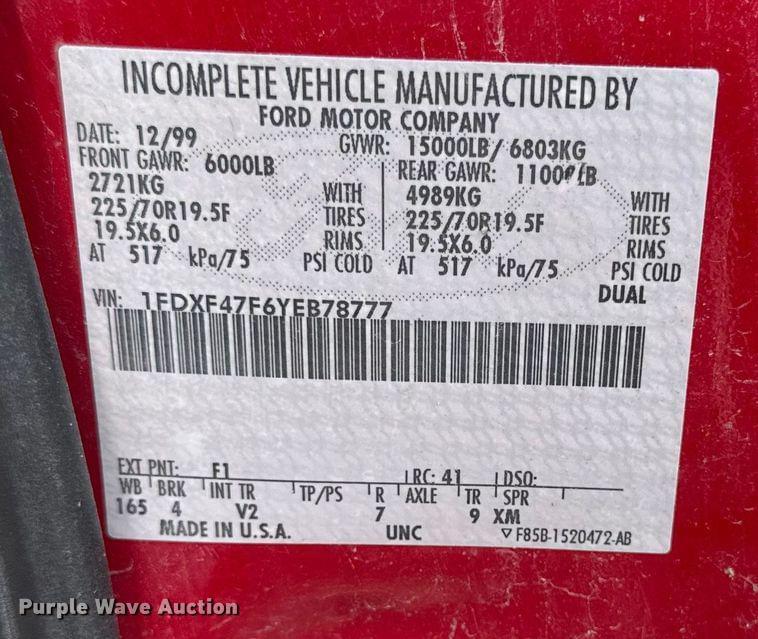 INCOMPLETE VEHICLE MANUFACTURED BY
FORD MOTOR COMPANY
DATE: 12/99 GVWR: 15000LB/ 6803KG
FRONT GAWR: 6000LB REAR GAWR: 11000LB
2721KG WITH 4989KG WITH
225/70R19.5F TIRES 225/70R19.5F TIRES
19.5X6.0 RIMS 19.5X6.0 RIMS
AT 517 kPa/75 PSI COLD AT 517 kPa/75 PSI COLD
DUAL
VIN: 1FDXF47F6YEB78777
EXT PNT: F1 RC: 41 DSO:
WB BRK INT TR TP/PS R AXLE TR SPR
165 4 V2 7 9 XM
MADE IN U.S.A. UNC ▽ F85B-1520472-AB
Purple Wave Auction